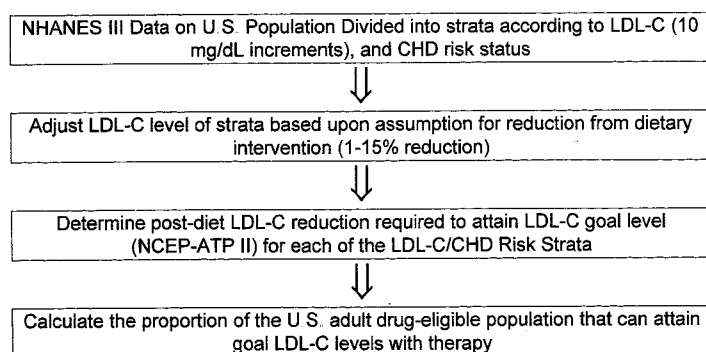 NHANES III Data on U.S. Population Divided into strata according to LDL-C (10
mg/dL increments), and CHD risk status
Adjust LDL-C level of strata based upon assumption for reduction from dietary
intervention (1-15% reduction)
Determine post-diet LDL-C reduction required to attain LDL-C goal level
(NCEP-ATP II) for each of the LDL-C/CHD Risk Strata
Calculate the proportion of the U.S. adult drug-eligible population that can attain
goal LDL-C levels with therapy